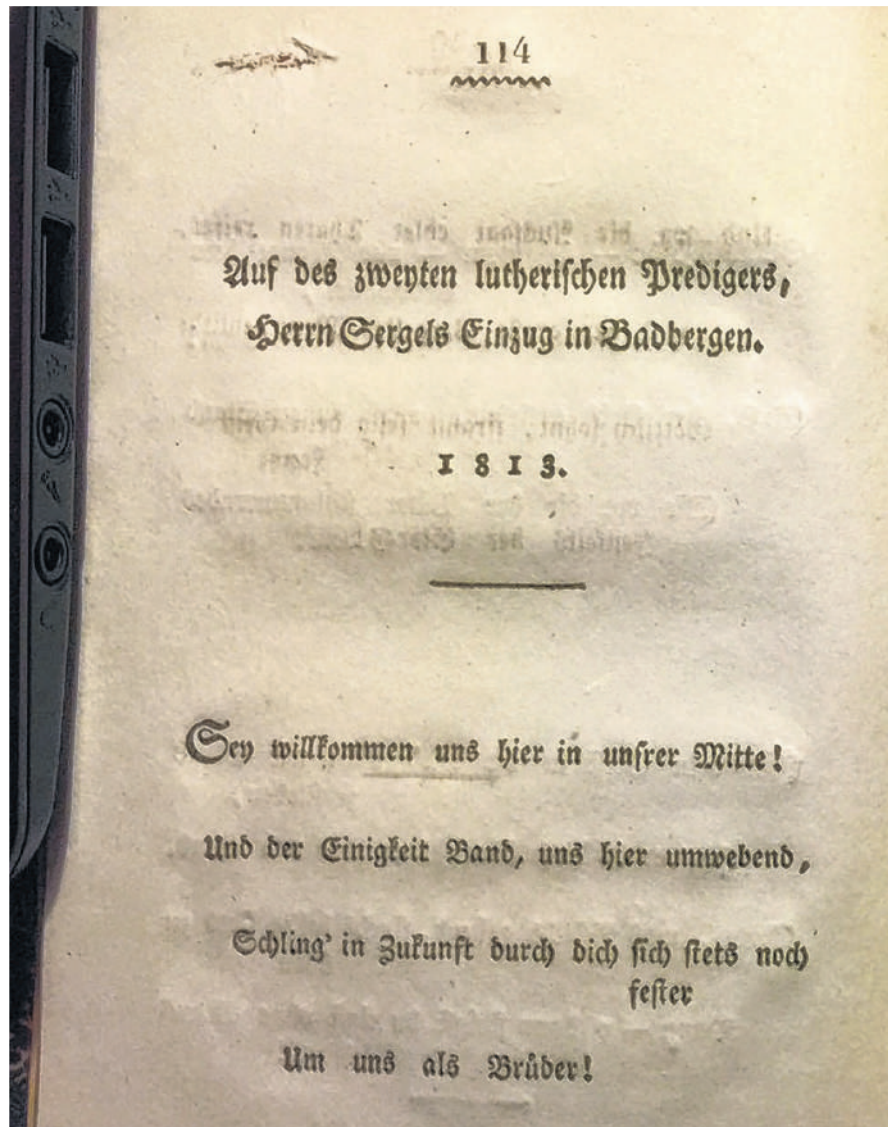 114
Auf des zweyten lutherischen Predigers,
Herrn Sergels Einzug in Badbergen.
1813.
Sey willkommen uns hier in unsrer Mitte!
Und der Einigkeit Band, uns hier umwebend,
Schling' in Zukunft durch dich sich stets noch
fester
Um uns als Brüder!